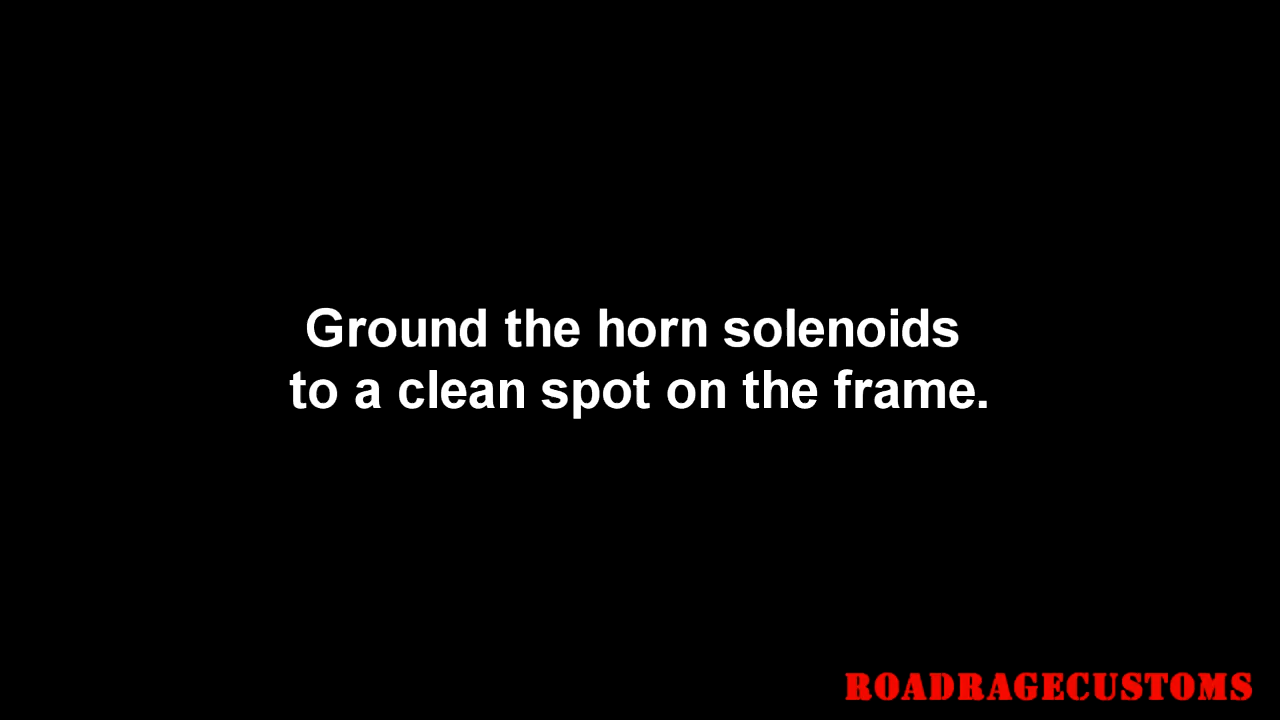 Ground the horn solenoids
to a clean spot on the frame.
ROADRAGECUSTOMS